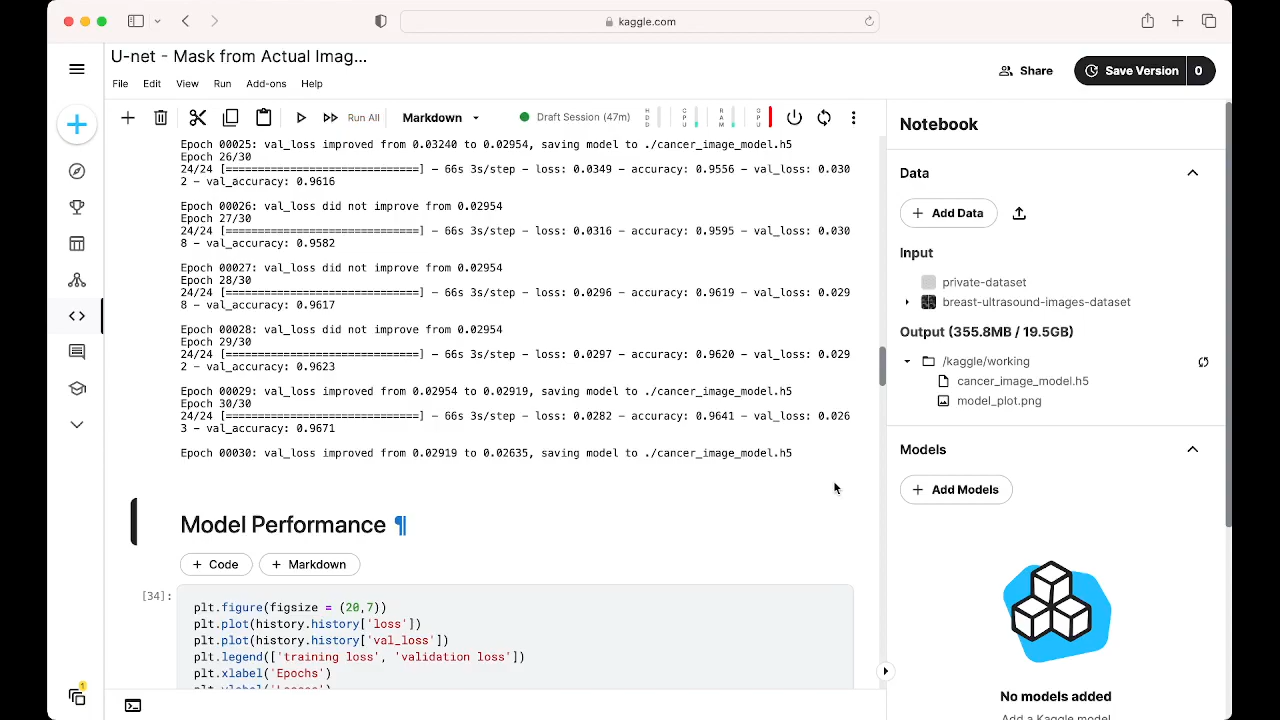 kaggle.com
U-net - Mask from Actual Imag...
File Edit View Run Add-ons Help
Share
Save Version 0
Run All Markdown Draft Session (47m) HDD CPU RAM GPU
Epoch 00025: val_loss improved from 0.03240 to 0.02954, saving model to ./cancer_image_model.h5
Epoch 26/30
24/24 [==============================] - 66s 3s/step - loss: 0.0349 - accuracy: 0.9556 - val_loss: 0.030
2 - val_accuracy: 0.9616
Epoch 00026: val_loss did not improve from 0.02954
Epoch 27/30
24/24 [==============================] - 66s 3s/step - loss: 0.0316 - accuracy: 0.9595 - val_loss: 0.030
8 - val_accuracy: 0.9582
Epoch 00027: val_loss did not improve from 0.02954
Epoch 28/30
24/24 [==============================] - 66s 3s/step - loss: 0.0296 - accuracy: 0.9619 - val_loss: 0.029
8 - val_accuracy: 0.9617
Epoch 00028: val_loss did not improve from 0.02954
Epoch 29/30
24/24 [==============================] - 66s 3s/step - loss: 0.0297 - accuracy: 0.9620 - val_loss: 0.029
2 - val_accuracy: 0.9623
Epoch 00029: val_loss improved from 0.02954 to 0.02919, saving model to ./cancer_image_model.h5
Epoch 30/30
24/24 [==============================] - 66s 3s/step - loss: 0.0282 - accuracy: 0.9641 - val_loss: 0.026
3 - val_accuracy: 0.9671
Epoch 00030: val_loss improved from 0.02919 to 0.02635, saving model to ./cancer_image_model.h5
Model Performance ¶
+ Code + Markdown
[34]:
plt.figure(figsize = (20,7))
plt.plot(history.history['loss'])
plt.plot(history.history['val_loss'])
plt.legend(['training loss', 'validation loss'])
plt.xlabel('Epochs')
Notebook
Data
+ Add Data
Input
private-dataset
breast-ultrasound-images-dataset
Output (355.8MB / 19.5GB)
/kaggle/working
cancer_image_model.h5
model_plot.png
Models
+ Add Models
No models added
Add a Kaggle model
1